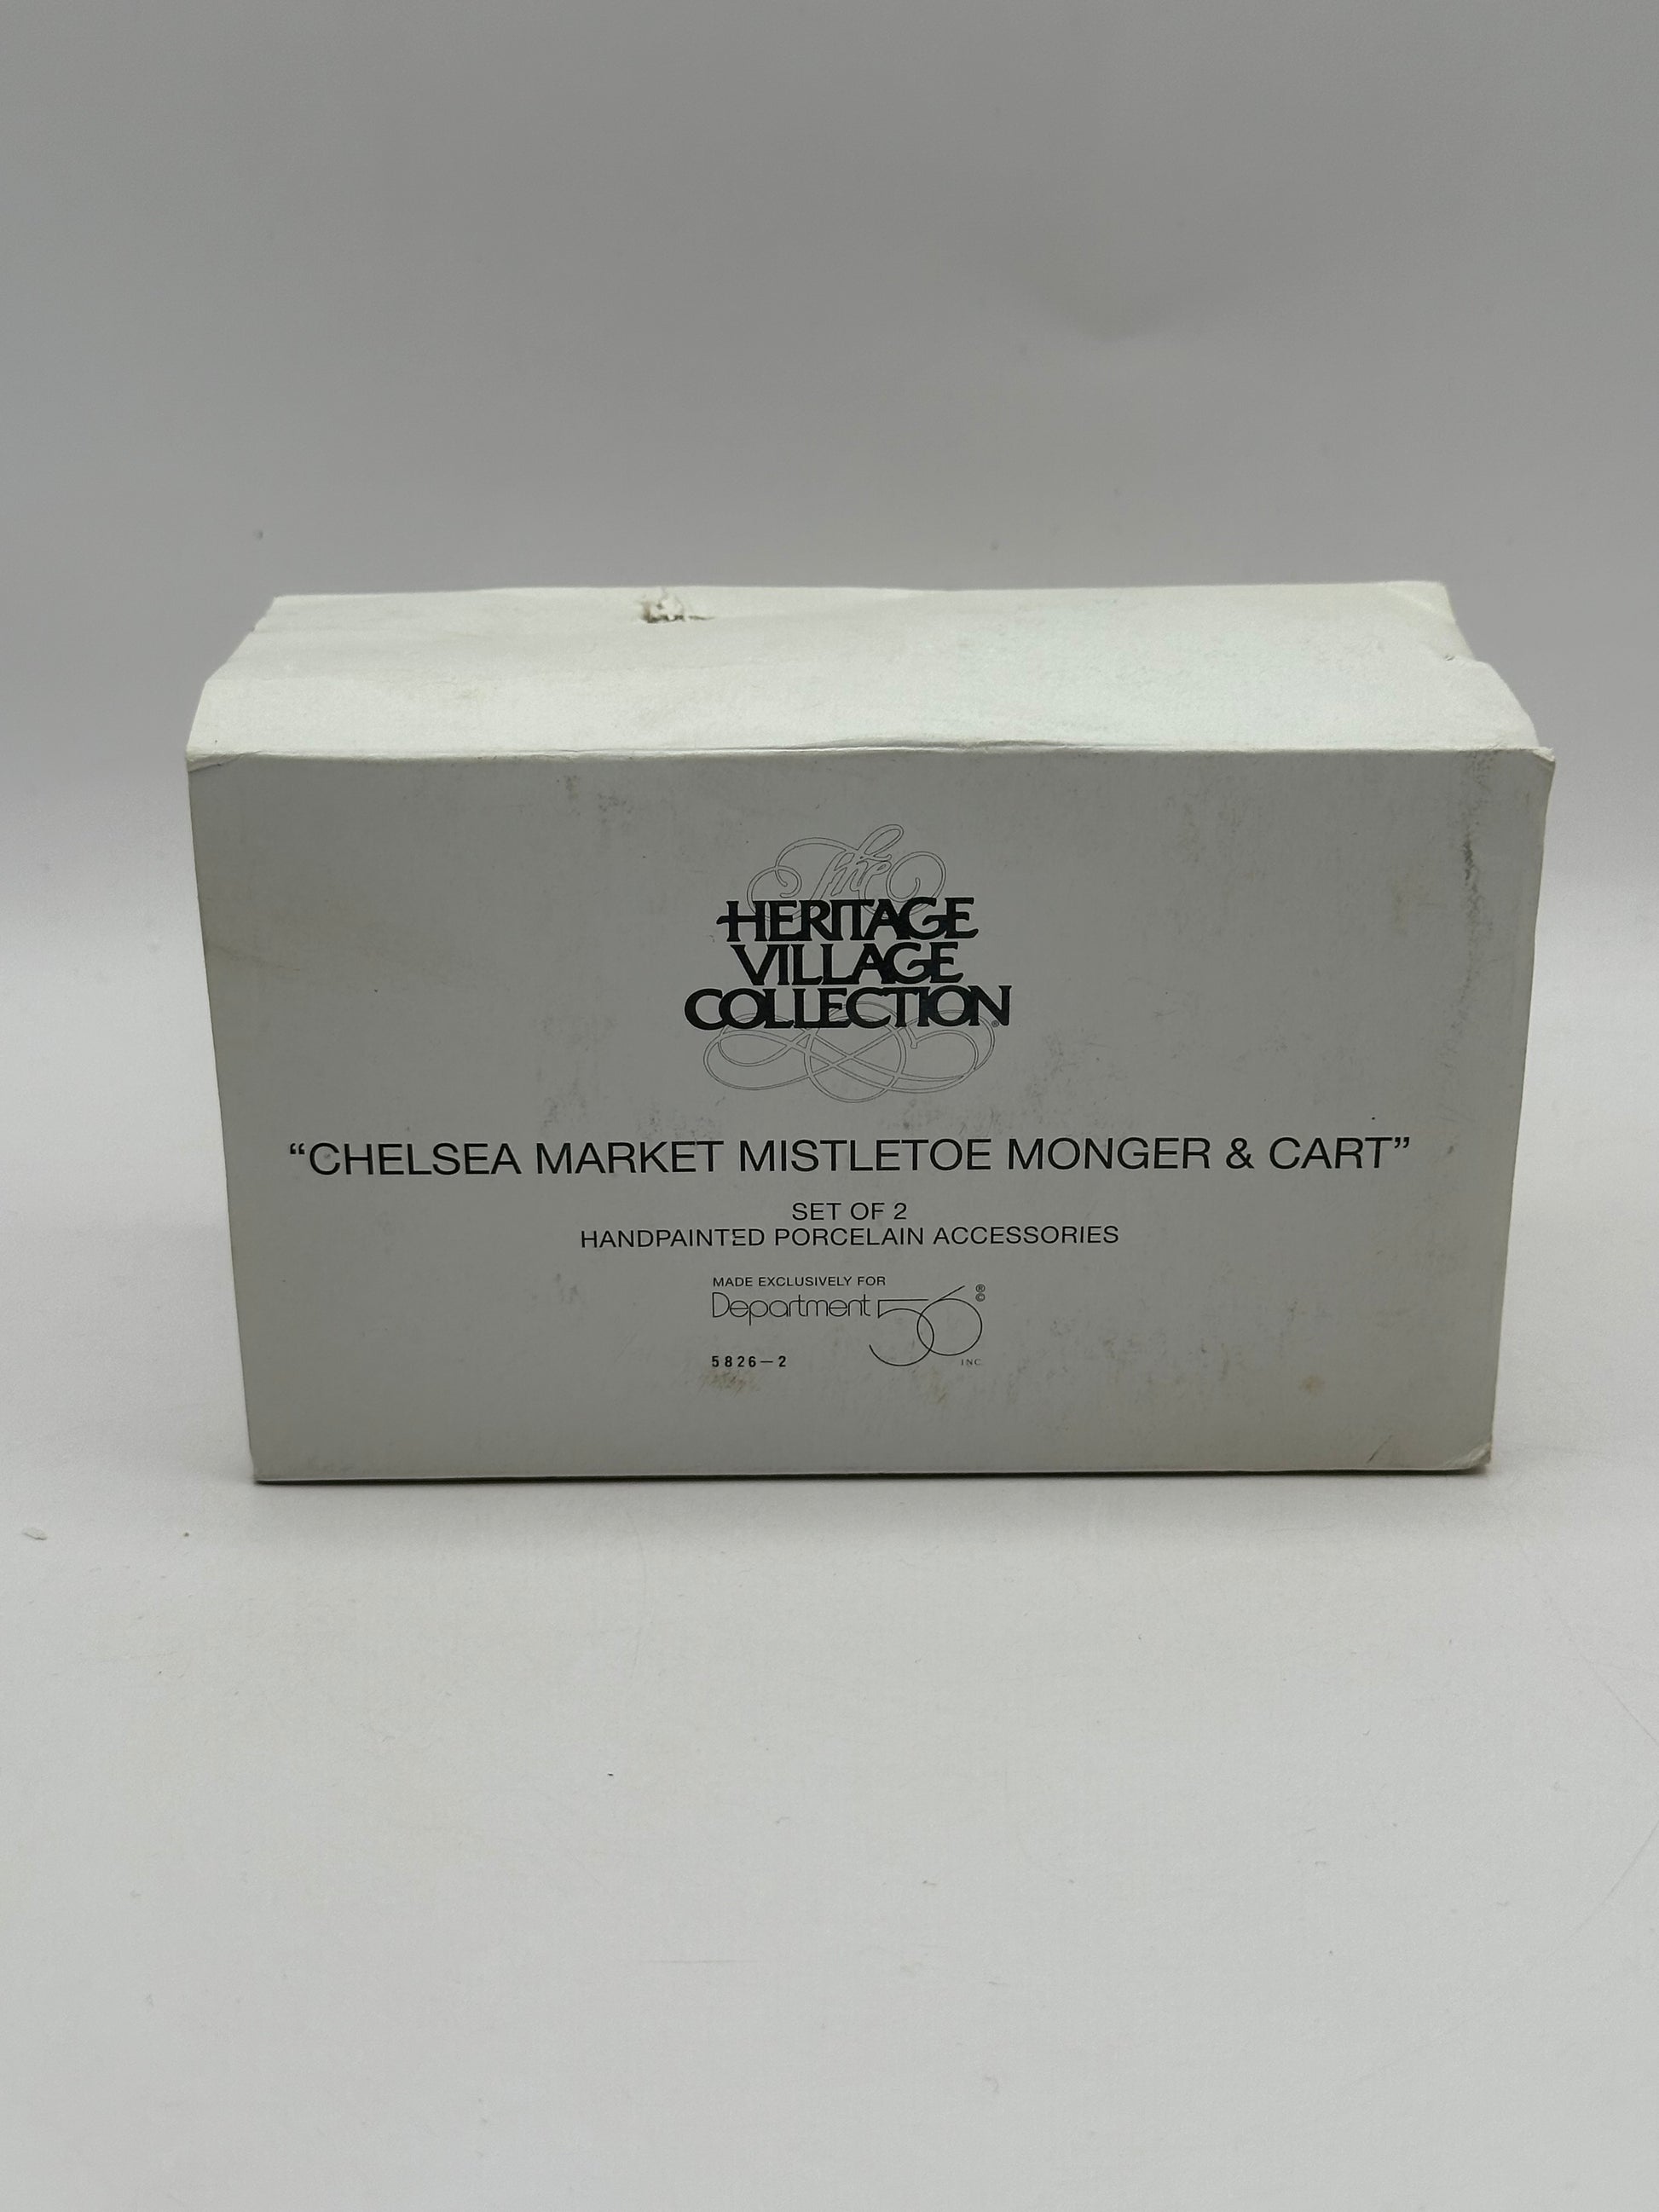 The
HERITAGE
VILLAGE
COLLECTION®
“CHELSEA MARKET MISTLETOE MONGER & CART”
SET OF 2
HANDPAINTED PORCELAIN ACCESSORIES
MADE EXCLUSIVELY FOR
Department 56 ® ©
INC.
5826–2